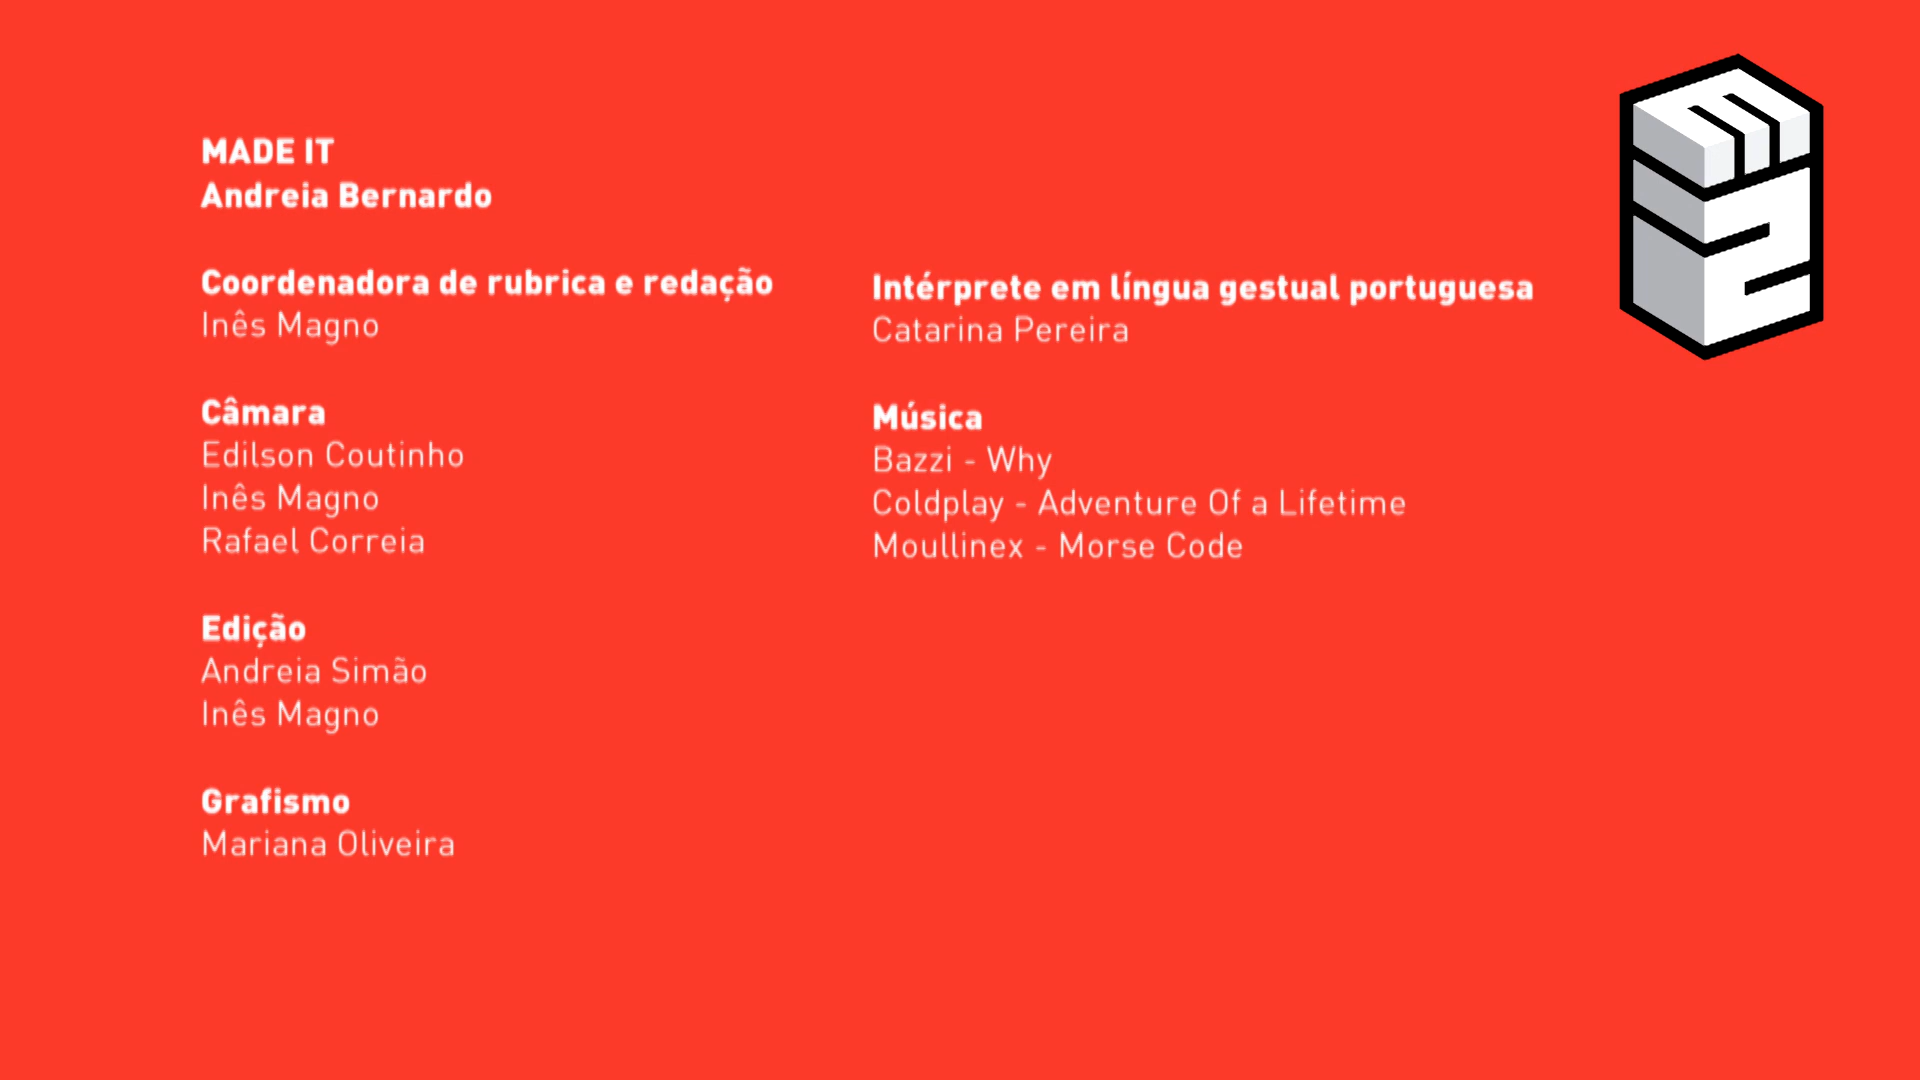 MADE IT
Andreia Bernardo
Coordenadora de rubrica e redação
Inês Magno
Câmara
Edilson Coutinho
Inês Magno
Rafael Correia
Edição
Andreia Simão
Inês Magno
Grafismo
Mariana Oliveira
Intérprete em língua gestual portuguesa
Catarina Pereira
Música
Bazzi - Why
Coldplay - Adventure Of a Lifetime
Moullinex - Morse Code
m2